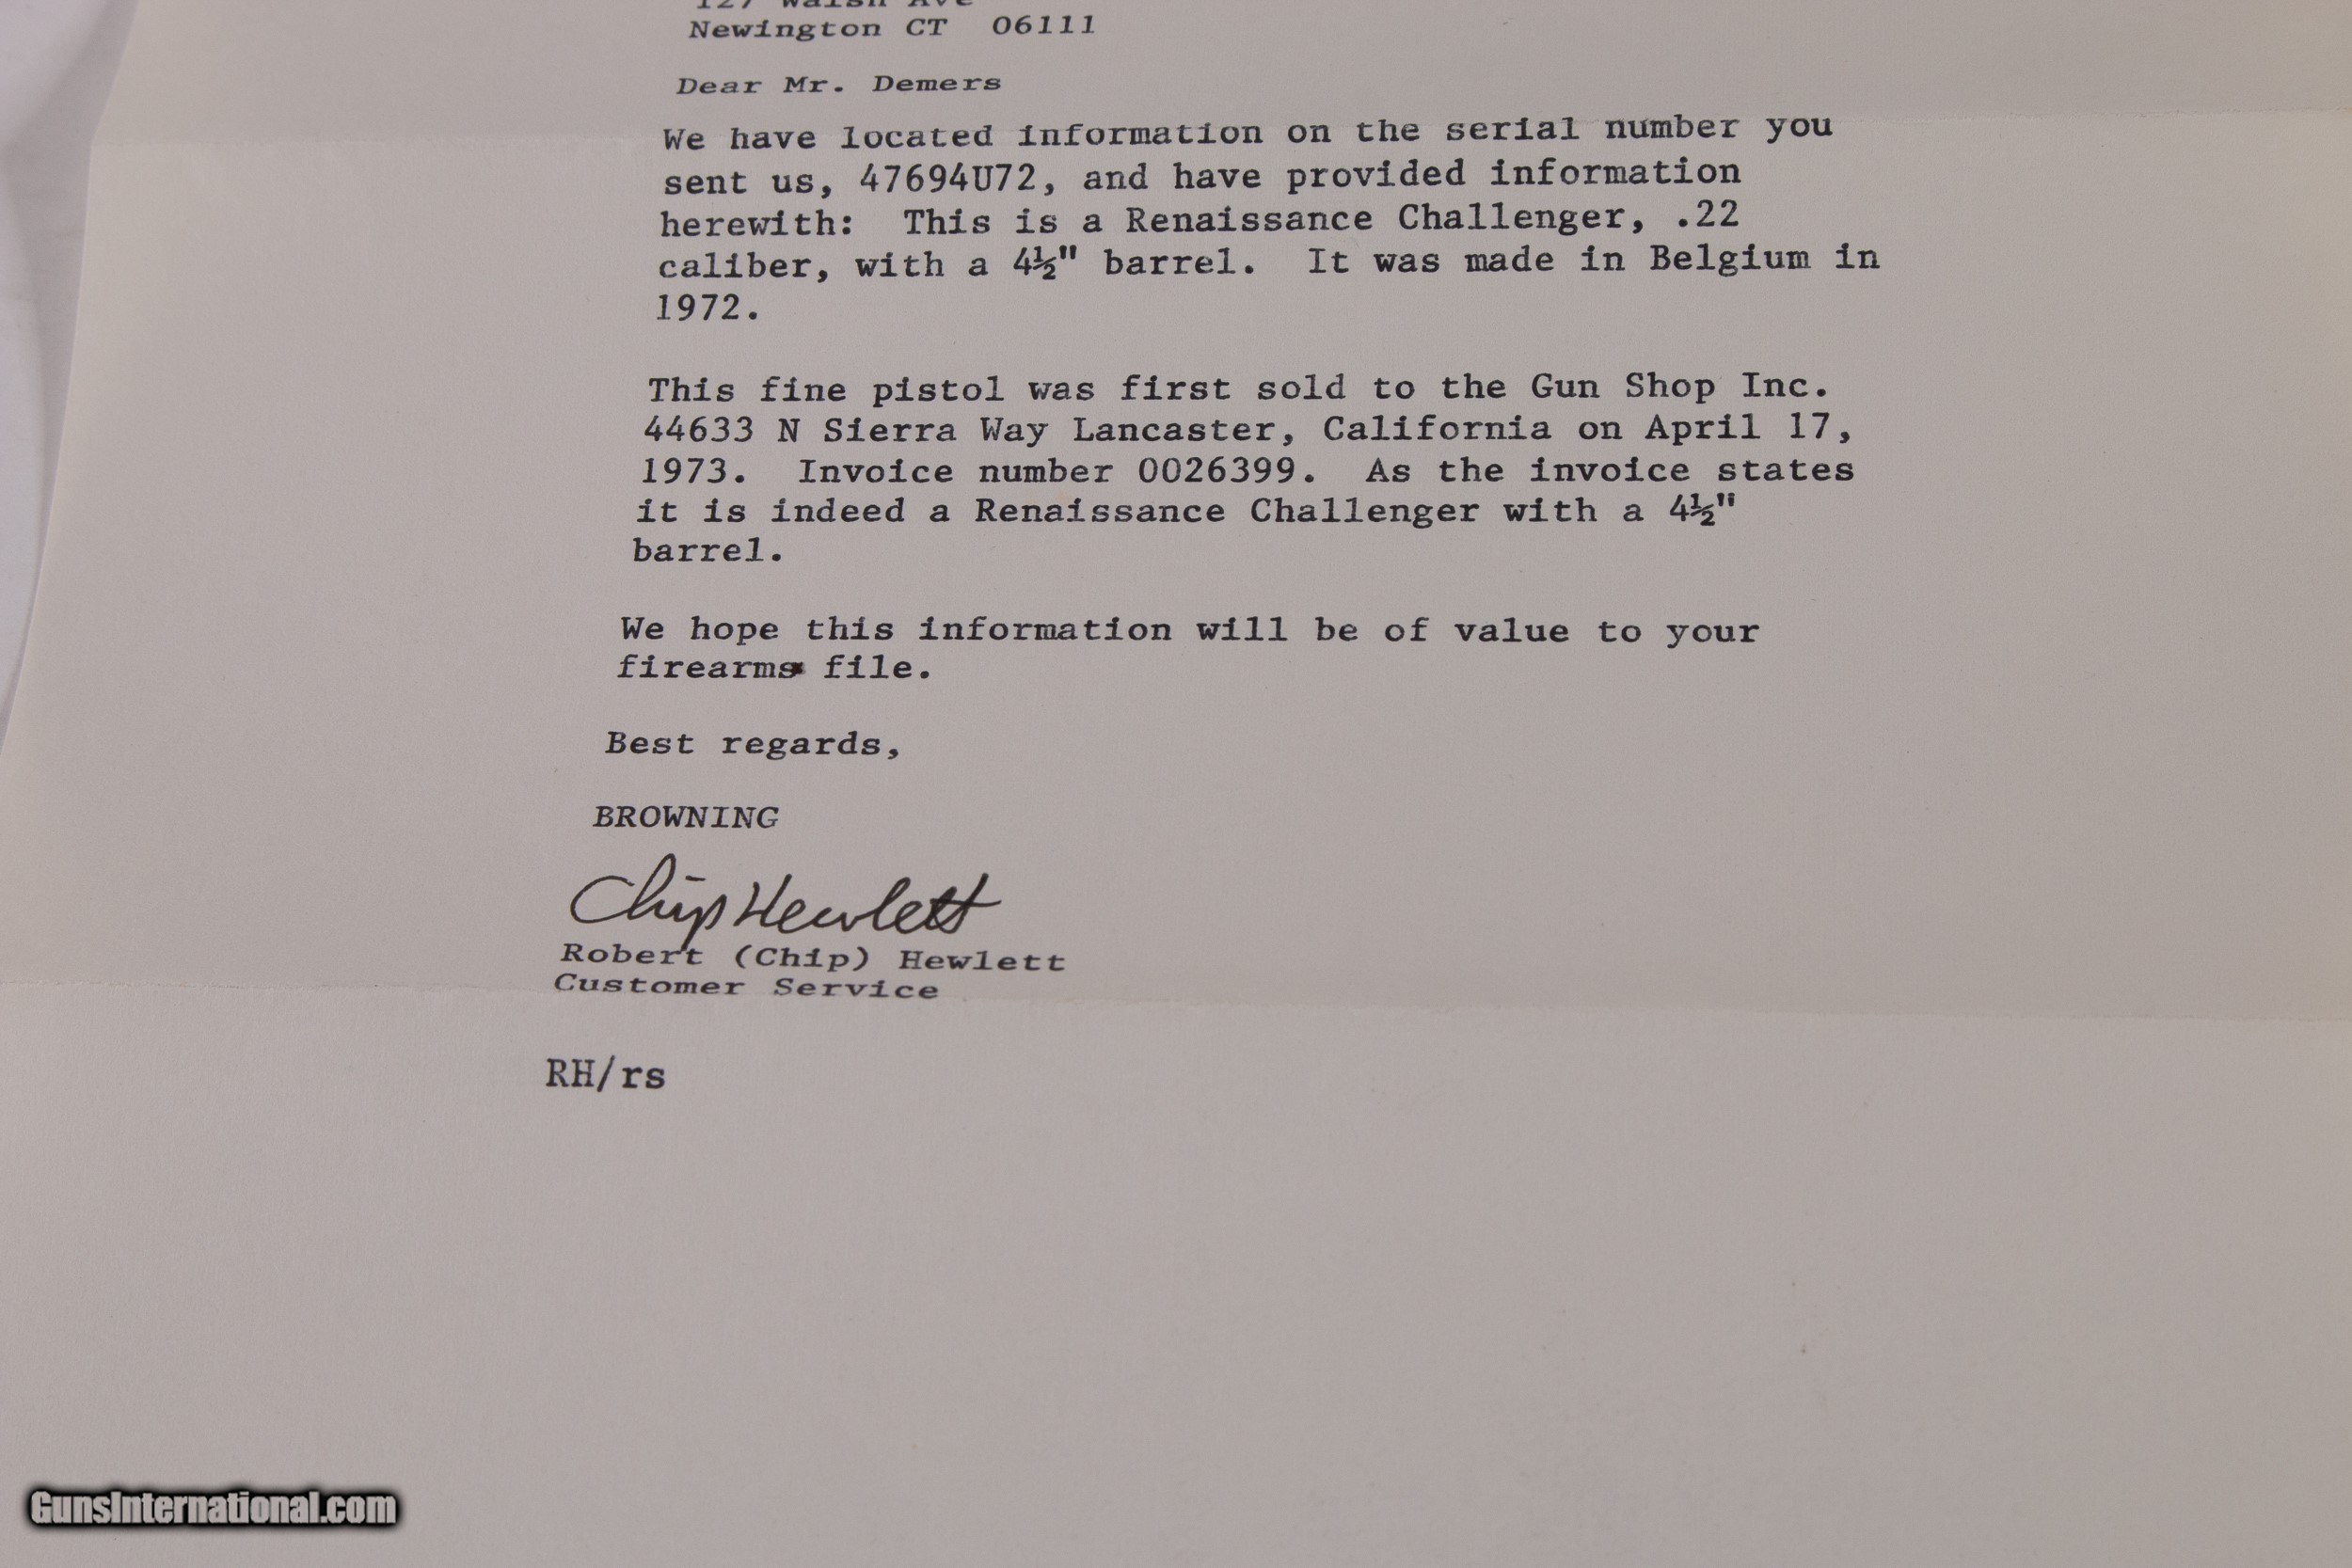 127 Walsh Ave
Newington CT  06111
Dear Mr. Demers
We have located information on the serial number you
sent us, 47694U72, and have provided information
herewith:  This is a Renaissance Challenger, .22
caliber, with a 4½" barrel.  It was made in Belgium in
1972.
This fine pistol was first sold to the Gun Shop Inc.
44633 N Sierra Way Lancaster, California on April 17,
1973.  Invoice number 0026399.  As the invoice states
it is indeed a Renaissance Challenger with a 4½"
barrel.
We hope this information will be of value to your
firearms file.
Best regards,
BROWNING
Chip Hewlett
Robert (Chip) Hewlett
Customer Service
RH/rs
GunsInternational.com